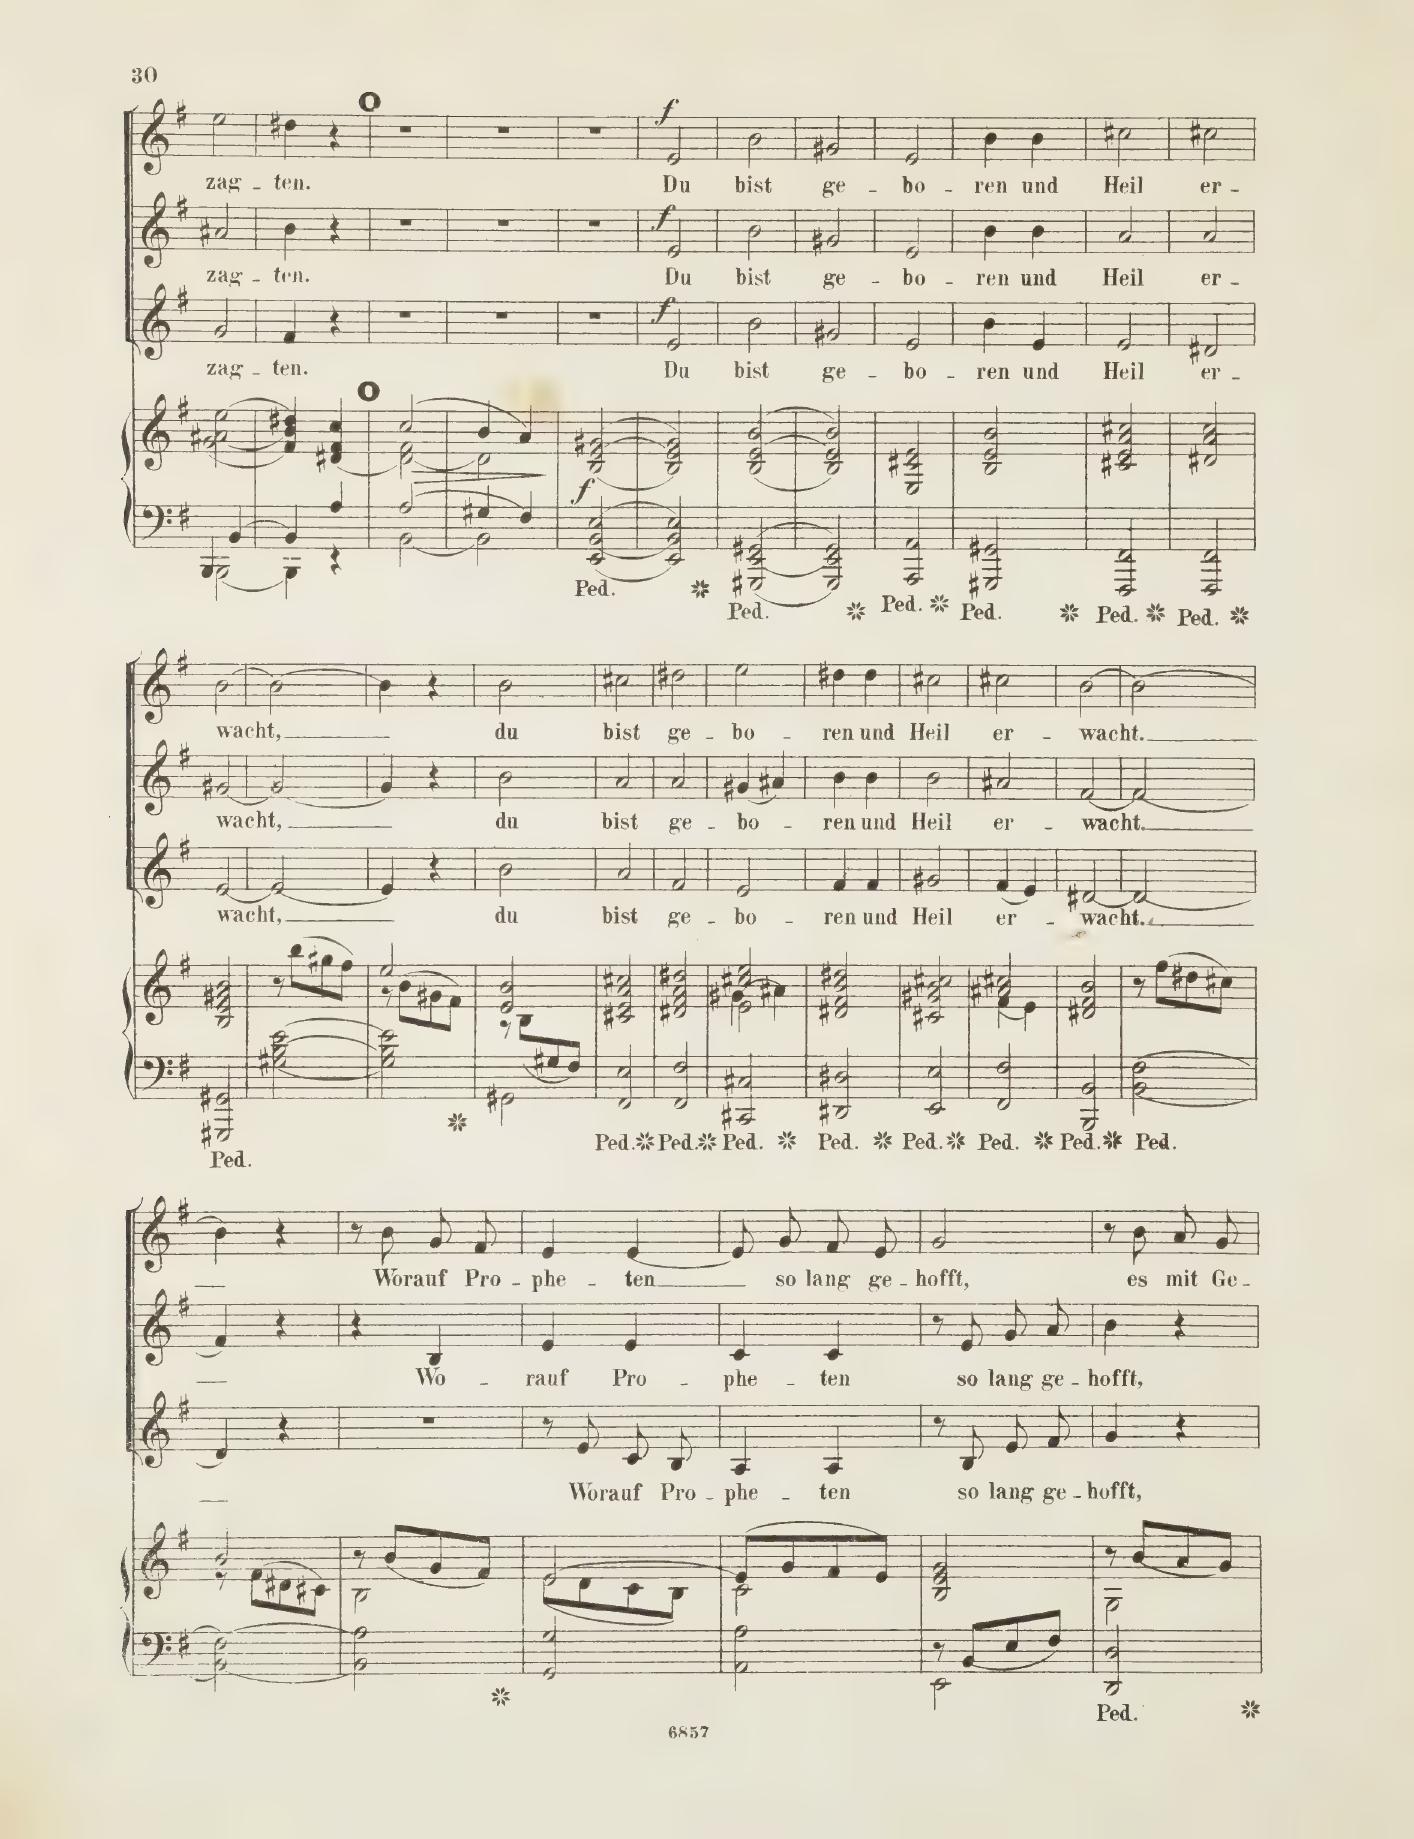 30
O
f
zag - ten. Du bist ge - bo - ren und Heil er -
f
zag - ten. Du bist ge - bo - ren und Heil er -
f
zag - ten. Du bist ge - bo - ren und Heil er -
O
f
Ped. Ped. Ped. Ped. Ped. Ped.
wacht, du bist ge - bo - ren und Heil er - wacht.
wacht, du bist ge - bo - ren und Heil er - wacht.
wacht, du bist ge - bo - ren und Heil er - wacht.
Ped. Ped. Ped. Ped. Ped. Ped. Ped. Ped. Ped.
Worauf Pro - phe - ten so lang ge - hofft, es mit Ge -
Wo - rauf Pro - phe - ten so lang ge - hofft,
Worauf Pro - phe - ten so lang ge - hofft,
Ped.
6857